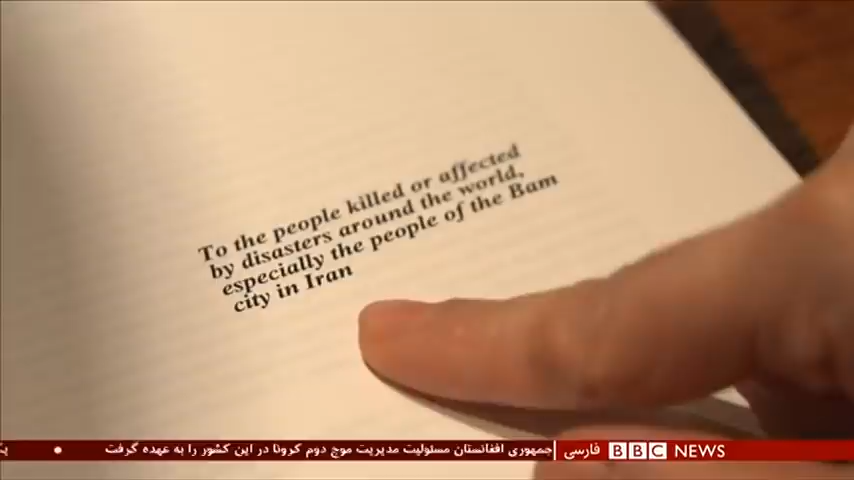 To the people killed or affected
by disasters around the world,
especially the people of the Bam
city in Iran
جمهوری افغانستان مسئولیت مدیریت موج دوم کرونا در این کشور را به عهده گرفت
فارسی BBC NEWS